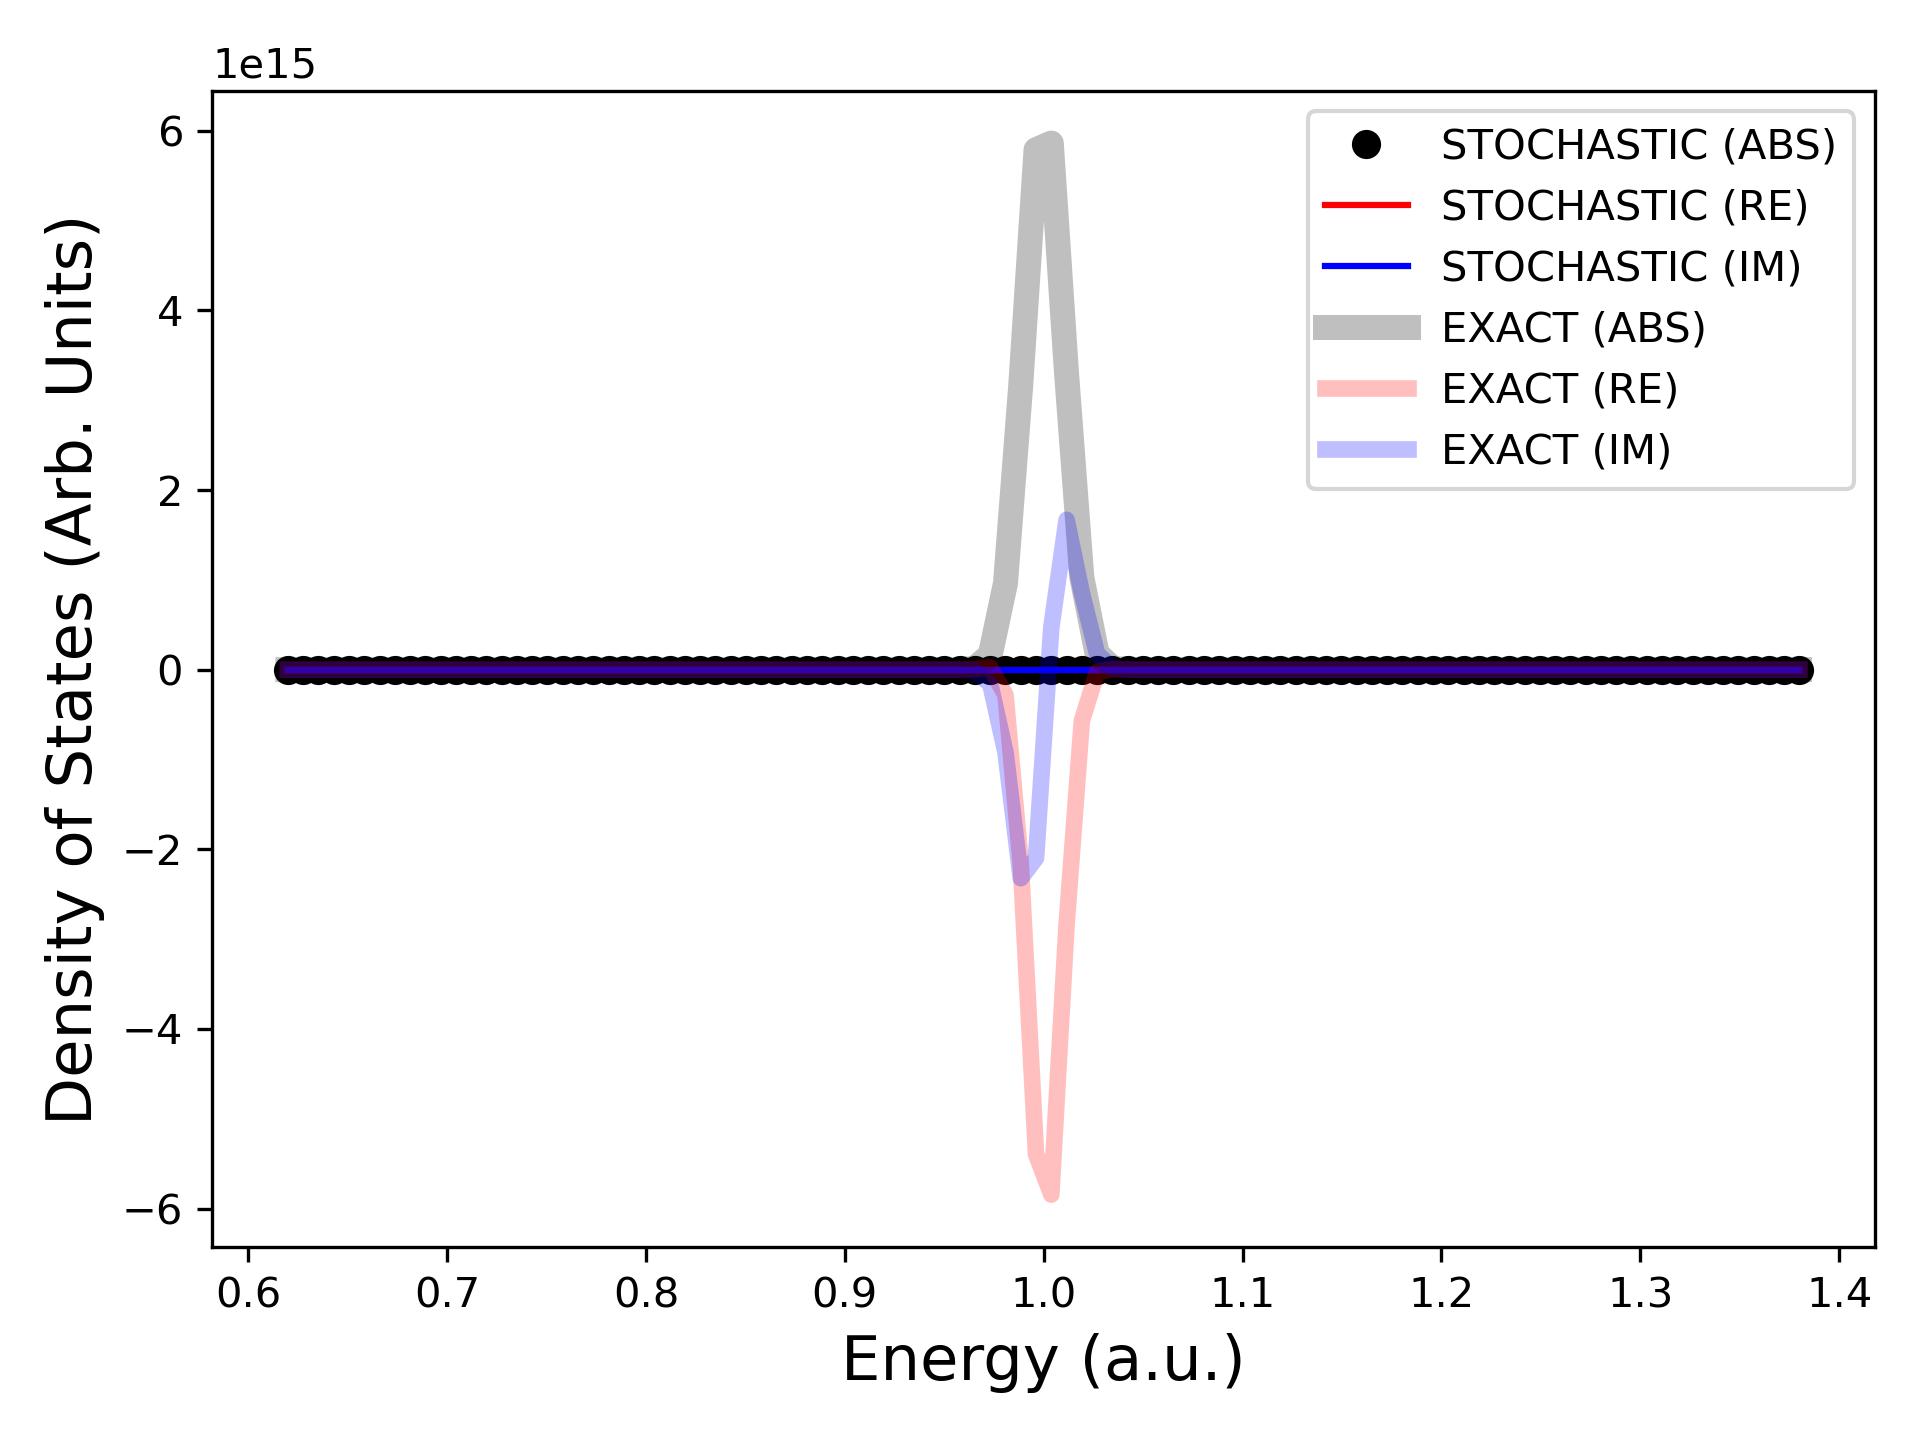 1e15
6
4
2
0
−2
−4
−6
Density of States (Arb. Units)
STOCHASTIC (ABS)
STOCHASTIC (RE)
STOCHASTIC (IM)
EXACT (ABS)
EXACT (RE)
EXACT (IM)
0.6 0.7 0.8 0.9 1.0 1.1 1.2 1.3 1.4
Energy (a.u.)